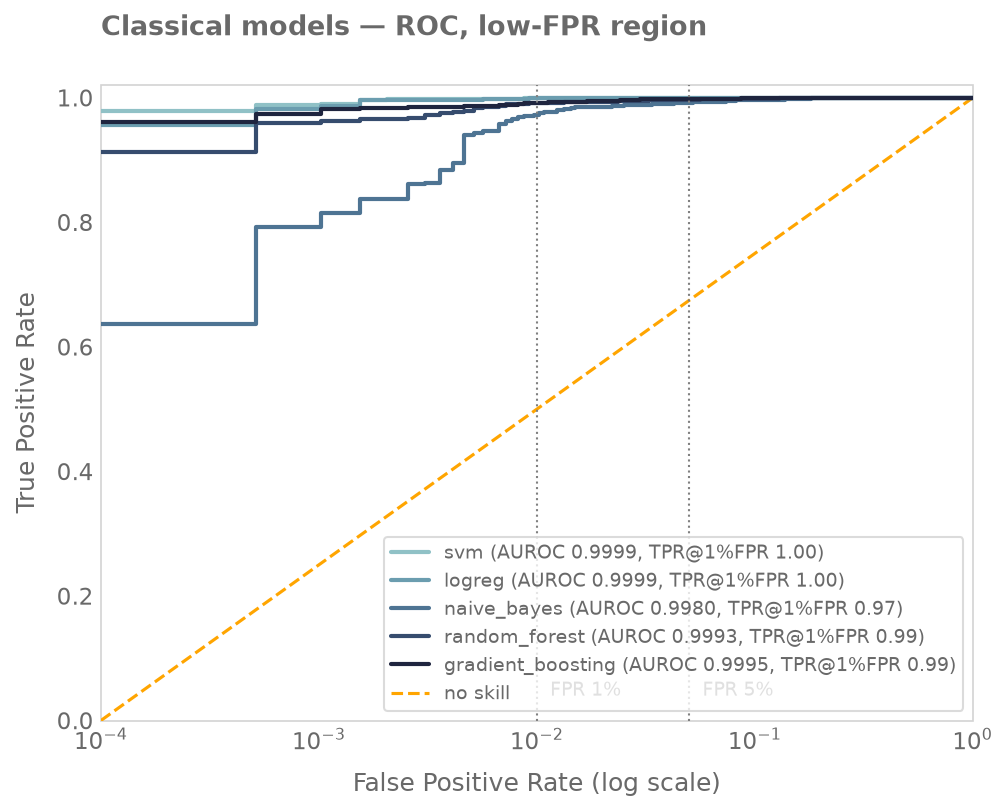 Classical models — ROC, low-FPR region
True Positive Rate
1.0
0.8
0.6
0.4
0.2
0.0
svm (AUROC 0.9999, TPR@1%FPR 1.00)
logreg (AUROC 0.9999, TPR@1%FPR 1.00)
naive_bayes (AUROC 0.9980, TPR@1%FPR 0.97)
random_forest (AUROC 0.9993, TPR@1%FPR 0.99)
gradient_boosting (AUROC 0.9995, TPR@1%FPR 0.99)
no skill
FPR 1%
FPR 5%
10⁻⁴
10⁻³
10⁻²
10⁻¹
10⁰
False Positive Rate (log scale)